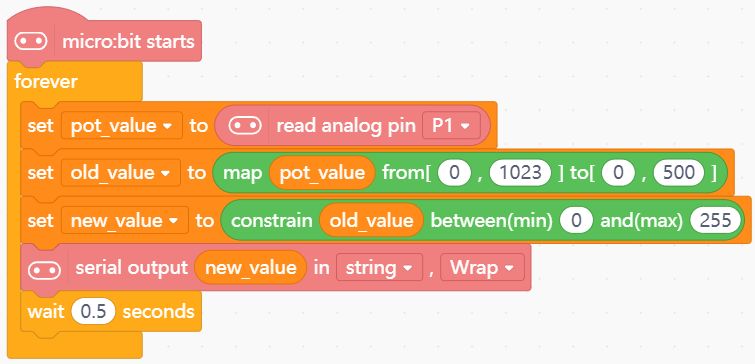 micro:bit starts
forever
set pot_value to read analog pin P1
set old_value to map pot_value from[ 0 , 1023 ] to[ 0 , 500 ]
set new_value to constrain old_value between(min) 0 and(max) 255
serial output new_value in string , Wrap
wait 0.5 seconds